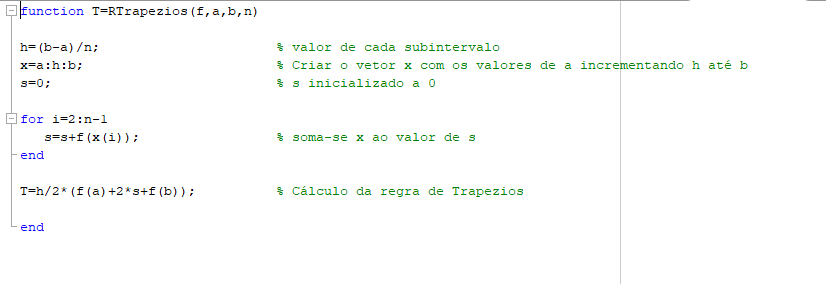 function T=RTrapezios(f,a,b,n)
h=(b-a)/n; % valor de cada subintervalo
x=a:h:b; % Criar o vetor x com os valores de a incrementando h até b
s=0; % s inicializado a 0
for i=2:n-1
s=s+f(x(i)); % soma-se x ao valor de s
end
T=h/2*(f(a)+2*s+f(b)); % Cálculo da regra de Trapezios
end